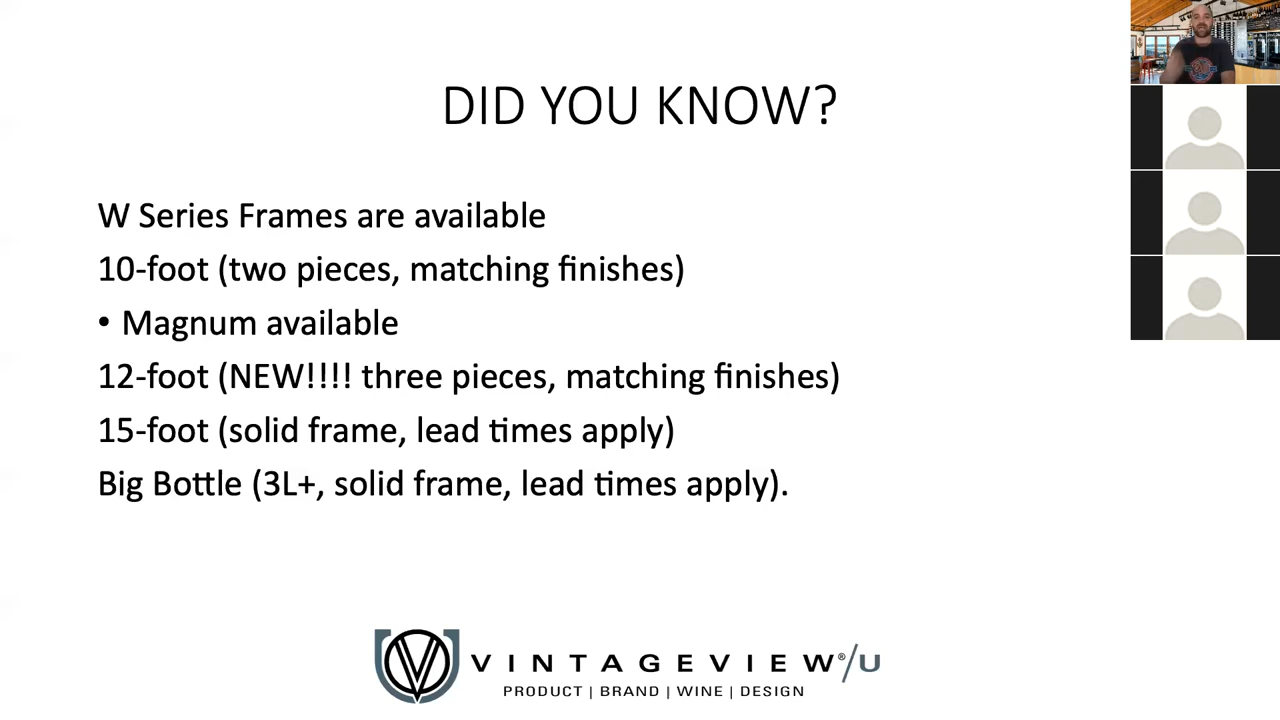 DID YOU KNOW?
W Series Frames are available
10-foot (two pieces, matching finishes)
• Magnum available
12-foot (NEW!!!! three pieces, matching finishes)
15-foot (solid frame, lead times apply)
Big Bottle (3L+, solid frame, lead times apply).
VINTAGEVIEW®/U
PRODUCT | BRAND | WINE | DESIGN